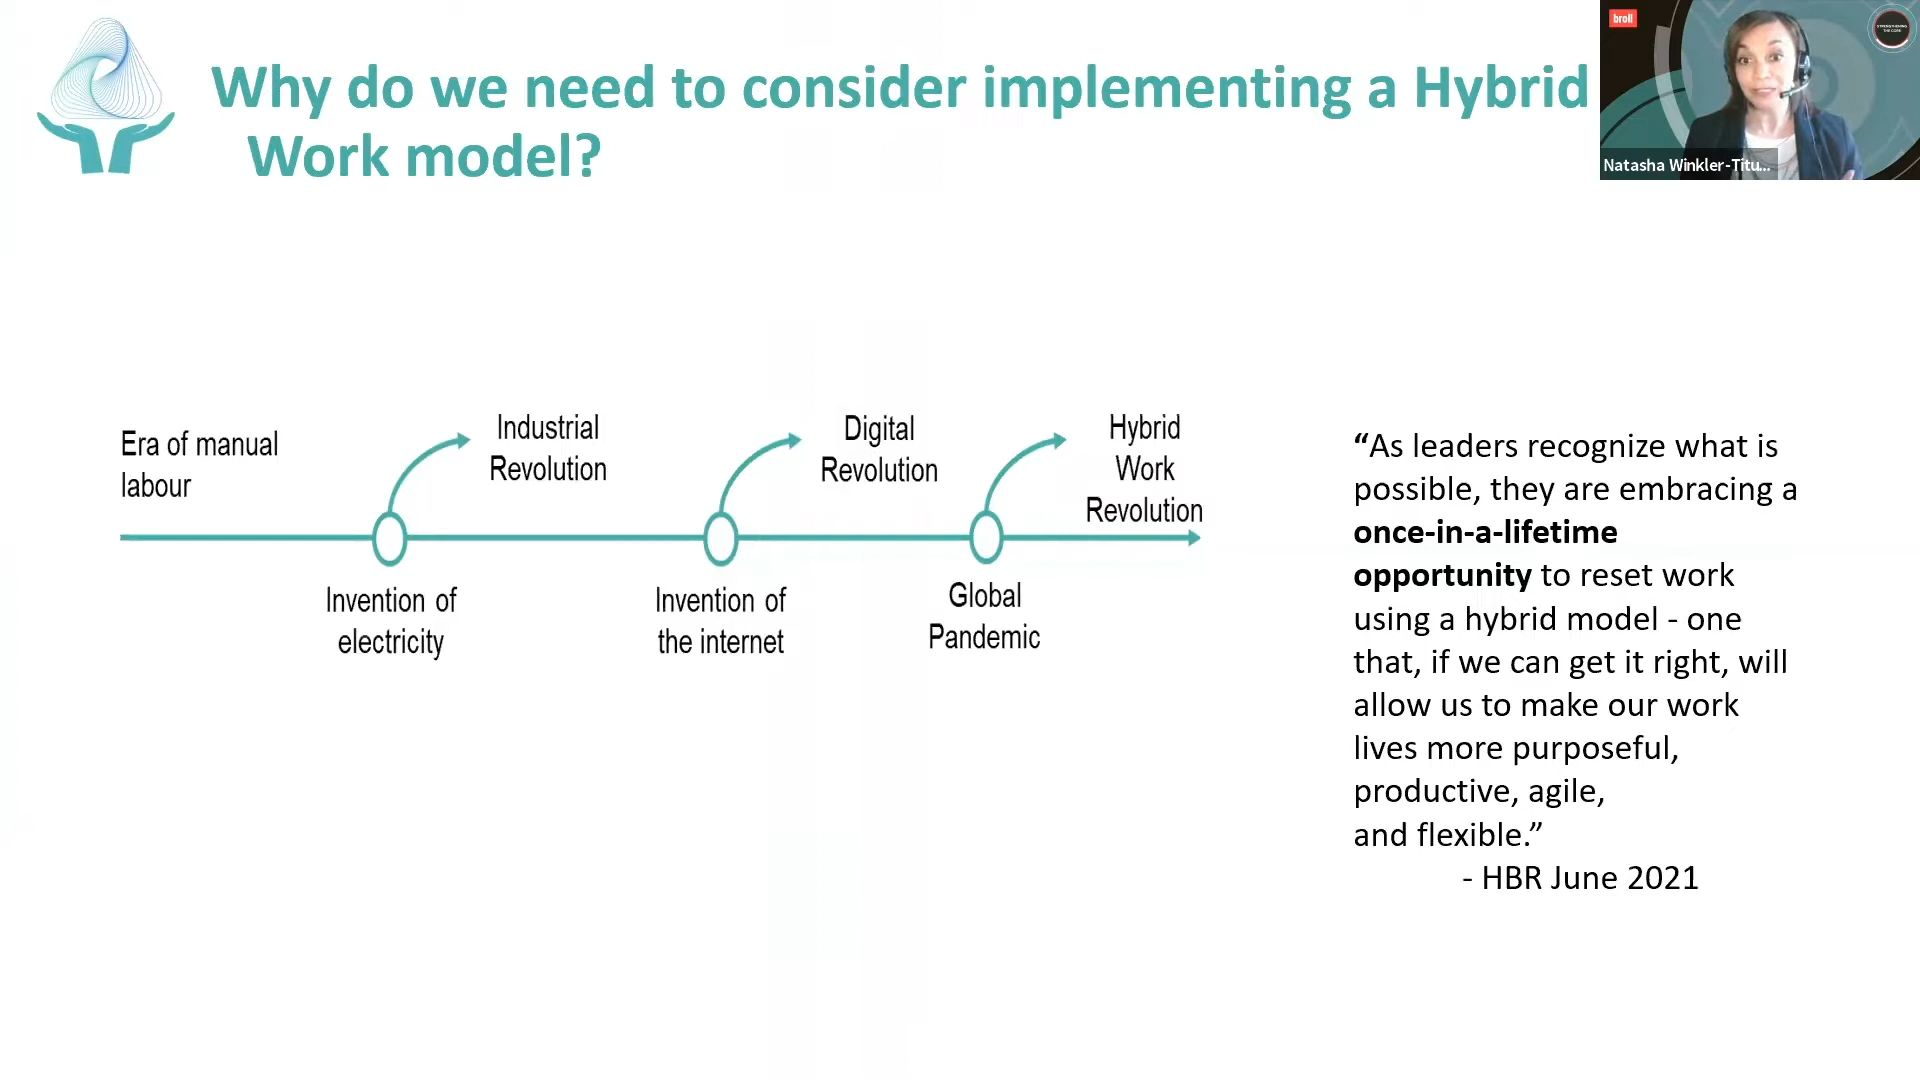 Why do we need to consider implementing a Hybrid
Work model?
broll
STRENGTHENING
THE CORE
Natasha Winkler-Titu...
Era of manual
labour
Industrial
Revolution
Digital
Revolution
Hybrid
Work
Revolution
Invention of
electricity
Invention of
the internet
Global
Pandemic
“As leaders recognize what is
possible, they are embracing a
once-in-a-lifetime
opportunity to reset work
using a hybrid model - one
that, if we can get it right, will
allow us to make our work
lives more purposeful,
productive, agile,
and flexible.”
- HBR June 2021